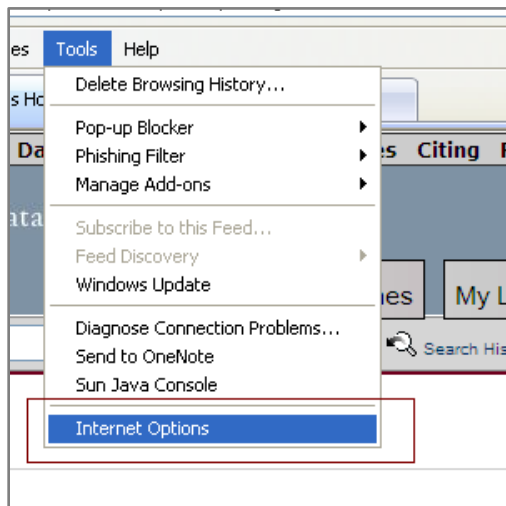 es Tools Help
Delete Browsing History...
s Ho
Pop-up Blocker
Da
Phishing Filter
es Citing
Manage Add-ons
ata
Subscribe to this Feed...
Feed Discovery
Windows Update
nes My L
Diagnose Connection Problems...
Search His
Send to OneNote
Sun Java Console
Internet Options